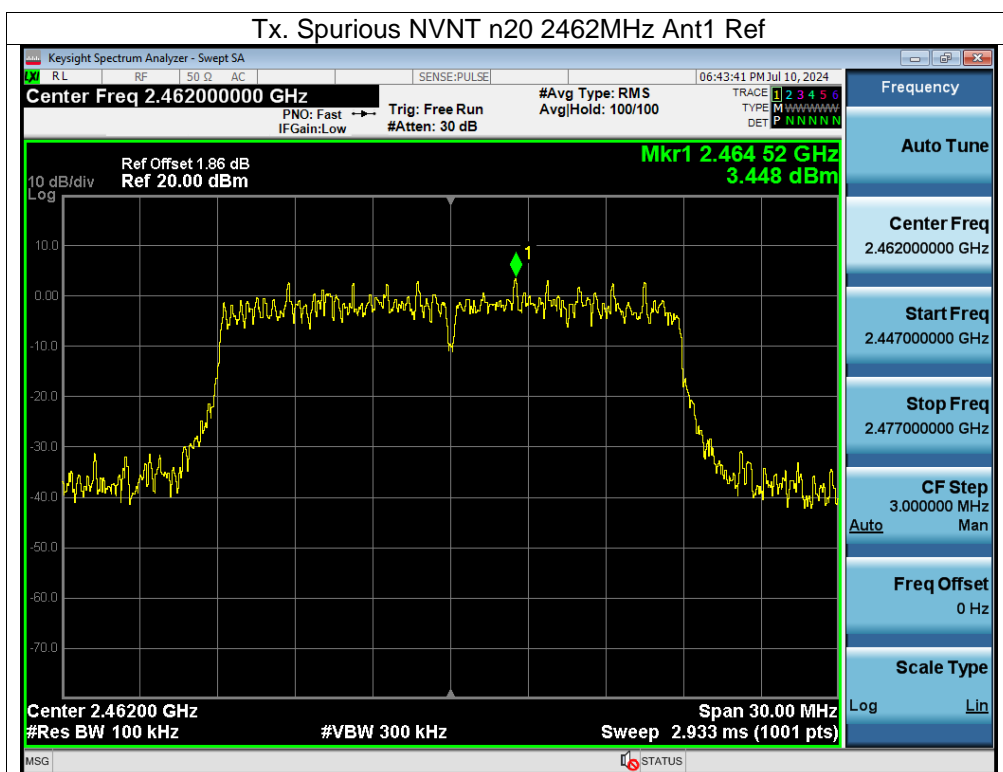 Tx. Spurious NVNT n20 2462MHz Ant1 Ref
Keysight Spectrum Analyzer - Swept SA
LXI RL RF 50 Ω AC SENSE:PULSE 06:43:41 PM Jul 10, 2024
Center Freq 2.462000000 GHz
PNO: Fast
IFGain:Low
Trig: Free Run
#Atten: 30 dB
#Avg Type: RMS
Avg|Hold: 100/100
TRACE 1 2 3 4 5 6
TYPE M W W W W W
DET P N N N N N
Mkr1 2.464 52 GHz
3.448 dBm
Ref Offset 1.86 dB
10 dB/div Ref 20.00 dBm
Log
10.0
0.00
-10.0
-20.0
-30.0
-40.0
-50.0
-60.0
-70.0
1
Center 2.46200 GHz Span 30.00 MHz
#Res BW 100 kHz #VBW 300 kHz Sweep 2.933 ms (1001 pts)
MSG STATUS
Frequency
Auto Tune
Center Freq
2.462000000 GHz
Start Freq
2.447000000 GHz
Stop Freq
2.477000000 GHz
CF Step
3.000000 MHz
Auto Man
Freq Offset
0 Hz
Scale Type
Log Lin